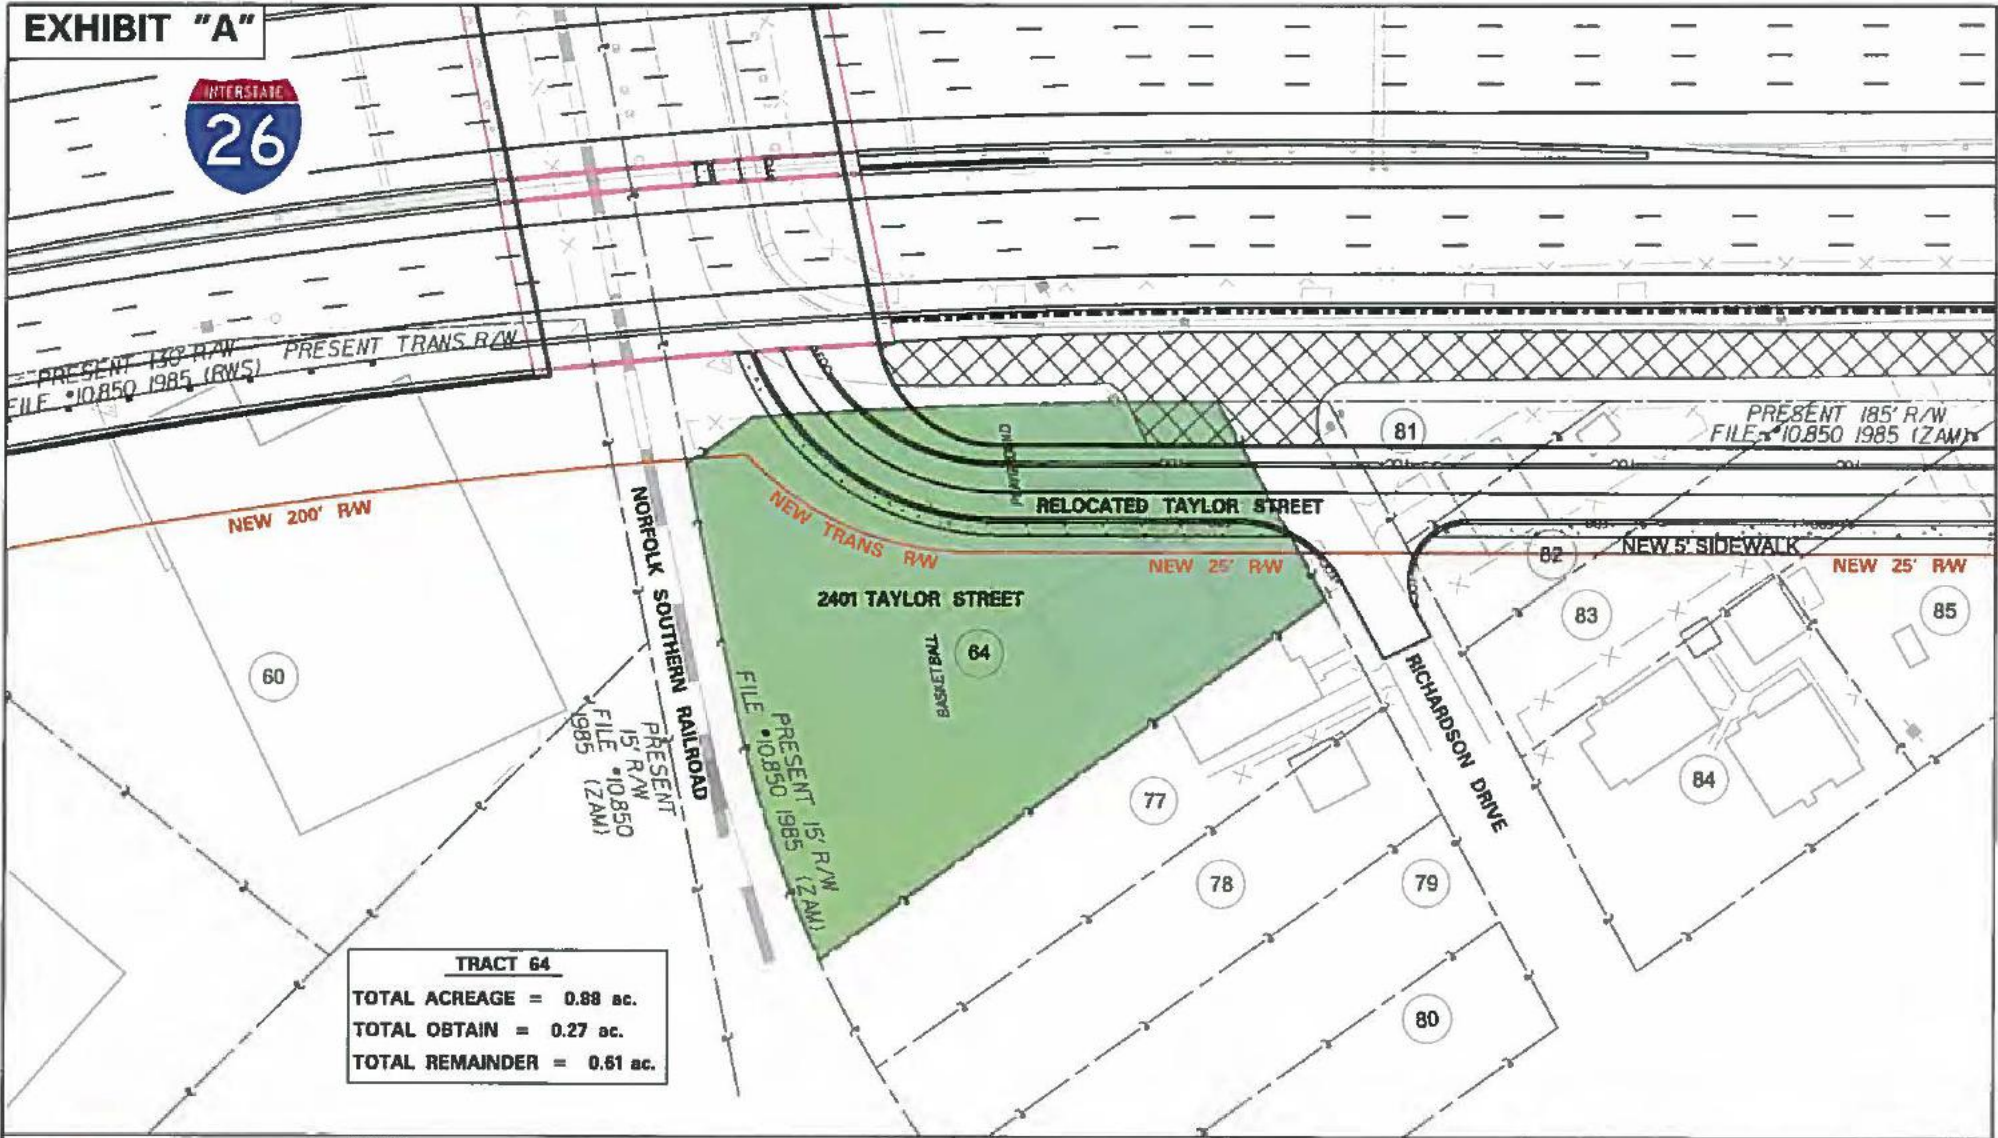 EXHIBIT "A"
INTERSTATE
26
PRESENT 130' R/W
FILE •10.850 1985 (RWS)
PRESENT TRANS R/W
NEW 200' R/W
NORFOLK SOUTHERN RAILROAD
PLAYGROUND
RELOCATED TAYLOR STREET
NEW TRANS R/W
NEW 25' R/W
81
PRESENT 185' R/W
FILE •10.850 1985 (ZAM)
82
NEW 5' SIDEWALK
NEW 25' R/W
83
85
2401 TAYLOR STREET
BASKETBALL
64
60
PRESENT
15' R/W
FILE •10.850
1985 (ZAM)
PRESENT 15' R/W
FILE •10.850 1985 (ZAM)
RICHARDSON DRIVE
84
77
78
79
80
TRACT 64
TOTAL ACREAGE = 0.88 ac.
TOTAL OBTAIN = 0.27 ac.
TOTAL REMAINDER = 0.61 ac.